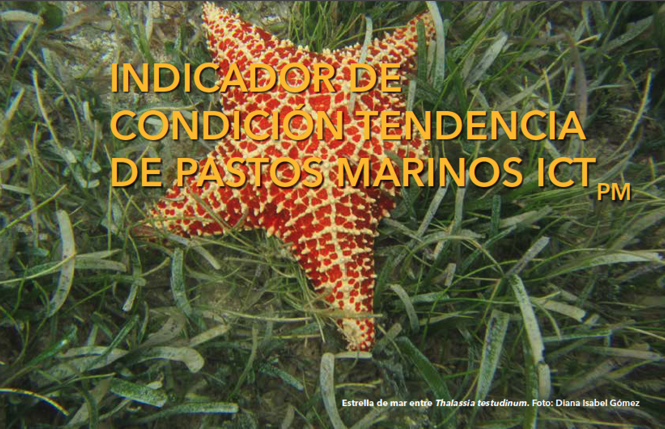 INDICADOR DE
CONDICIÓN TENDENCIA
DE PASTOS MARINOS ICT PM
Estrella de mar entre Thalassia testudinum. Foto: Diana Isabel Gómez